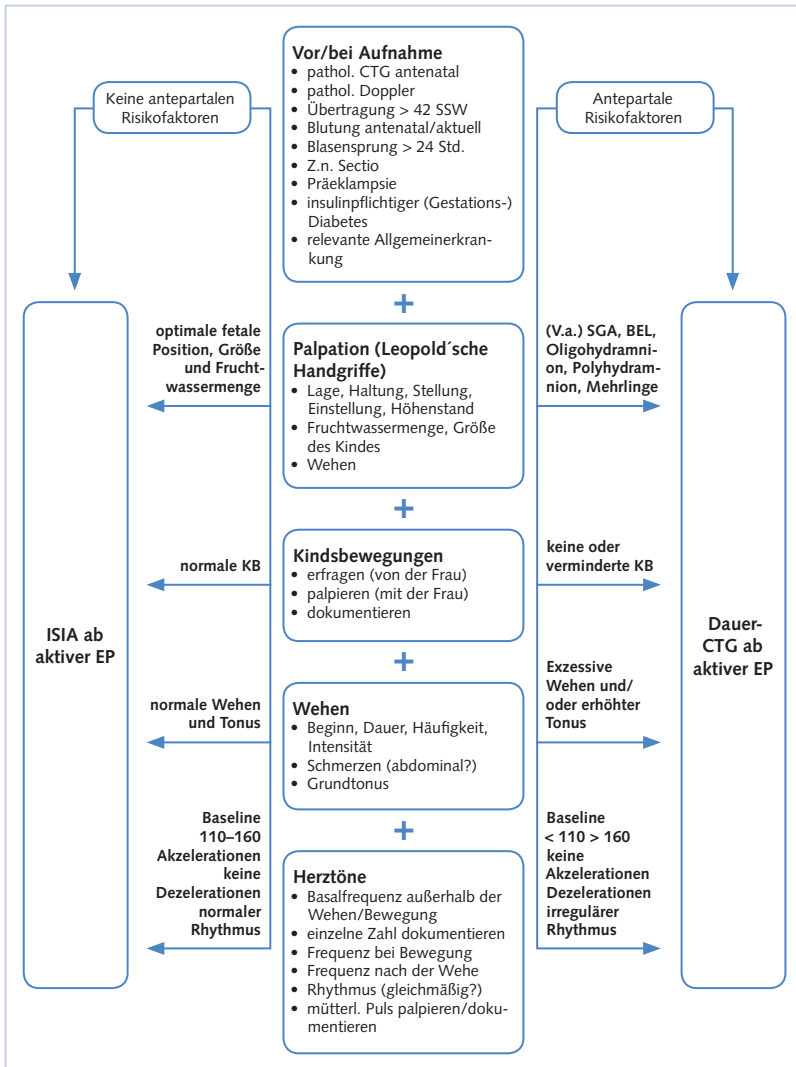 Vor/bei Aufnahme
• pathol. CTG antenatal
• pathol. Doppler
• Übertragung > 42 SSW
• Blutung antenatal/aktuell
• Blasensprung > 24 Std.
• Z.n. Sectio
• Präeklampsie
• insulinpflichtiger (Gestations-)
Diabetes
• relevante Allgemeinerkran-
kung
Keine antepartalen
Risikofaktoren
Antepartale
Risikofaktoren
+
optimale fetale
Position, Größe
und Frucht-
wassermenge
Palpation (Leopold´sche
Handgriffe)
• Lage, Haltung, Stellung,
Einstellung, Höhenstand
• Fruchtwassermenge, Größe
des Kindes
• Wehen
(V.a.) SGA, BEL,
Oligohydramni-
on, Polyhydram-
nion, Mehrlinge
+
normale KB
Kindsbewegungen
• erfragen (von der Frau)
• palpieren (mit der Frau)
• dokumentieren
keine oder
verminderte KB
ISIA ab
aktiver EP
Dauer-
CTG ab
aktiver EP
+
normale Wehen
und Tonus
Wehen
• Beginn, Dauer, Häufigkeit,
Intensität
• Schmerzen (abdominal?)
• Grundtonus
Exzessive
Wehen und/
oder erhöhter
Tonus
+
Baseline
110–160
Akzelerationen
keine
Dezelerationen
normaler
Rhythmus
Herztöne
• Basalfrequenz außerhalb der
Wehen/Bewegung
• einzelne Zahl dokumentieren
• Frequenz bei Bewegung
• Frequenz nach der Wehe
• Rhythmus (gleichmäßig?)
• mütterl. Puls palpieren/doku-
mentieren
Baseline
< 110 > 160
keine
Akzelerationen
Dezelerationen
irregulärer
Rhythmus